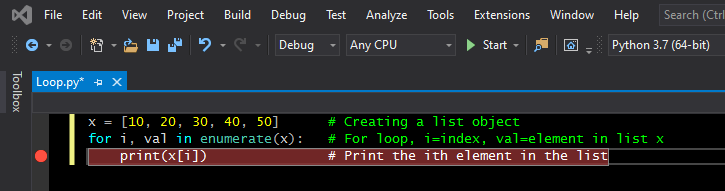 File Edit View Project Build Debug Test Analyze Tools Extensions Window Help Search (Ctrl
Debug Any CPU Start Python 3.7 (64-bit)
Toolbox
Loop.py*
x = [10, 20, 30, 40, 50]      # Creating a list object
for i, val in enumerate(x):   # For loop, i=index, val=element in list x
    print(x[i])               # Print the ith element in the list